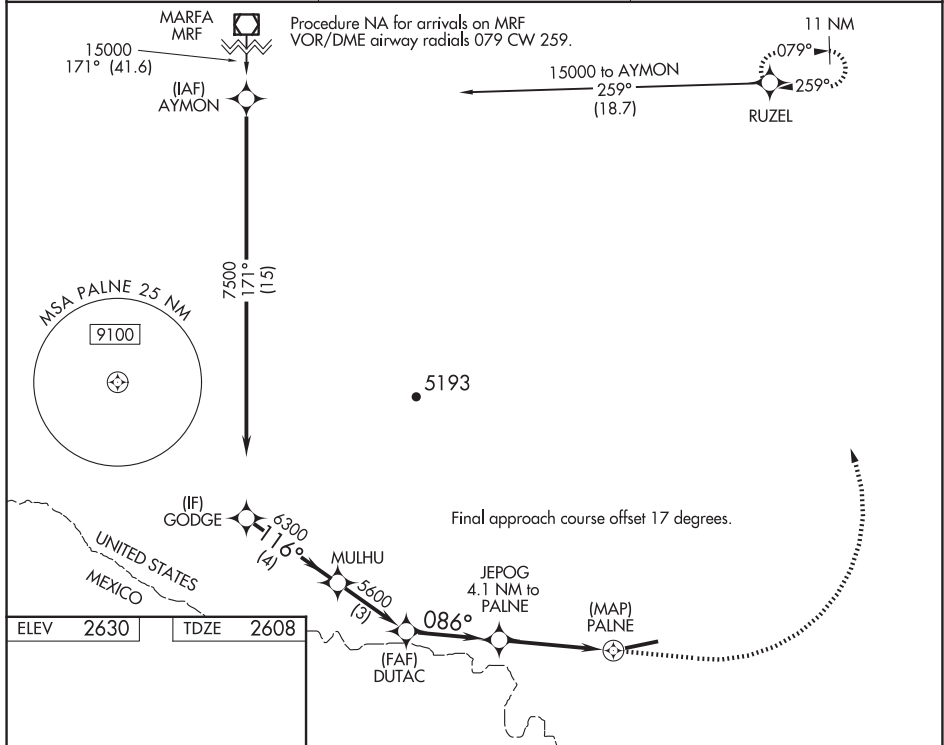 MARFA
MRF
Procedure NA for arrivals on MRF
VOR/DME airway radials 079 CW 259.
11 NM
15000
171° (41.6)
079°
259°
15000 to AYMON
259°
(18.7)
RUZEL
(IAF)
AYMON
7500
171°
(15)
MSA PALNE 25 NM
9100
5193
(IF)
GODGE
6300
116°
(4)
Final approach course offset 17 degrees.
UNITED STATES
MEXICO
MULHU
5600
(3)
JEPOG
4.1 NM to
PALNE
086°
(MAP)
PALNE
(FAF)
DUTAC
ELEV 2630
TDZE 2608